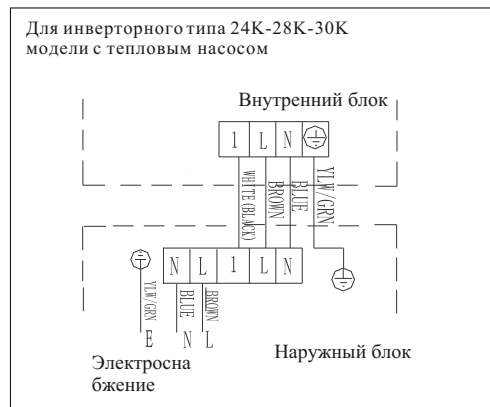 Для инверторного типа 24K-28K-30K
модели с тепловым насосом
Внутренний блок
1 L N
WHITE (BLACK)
BROWN
BLUE
YLW/GRN
N L 1 L N
YLW/GRN
BLUE
BROWN
E N L
Электросна
бжение
Наружный блок